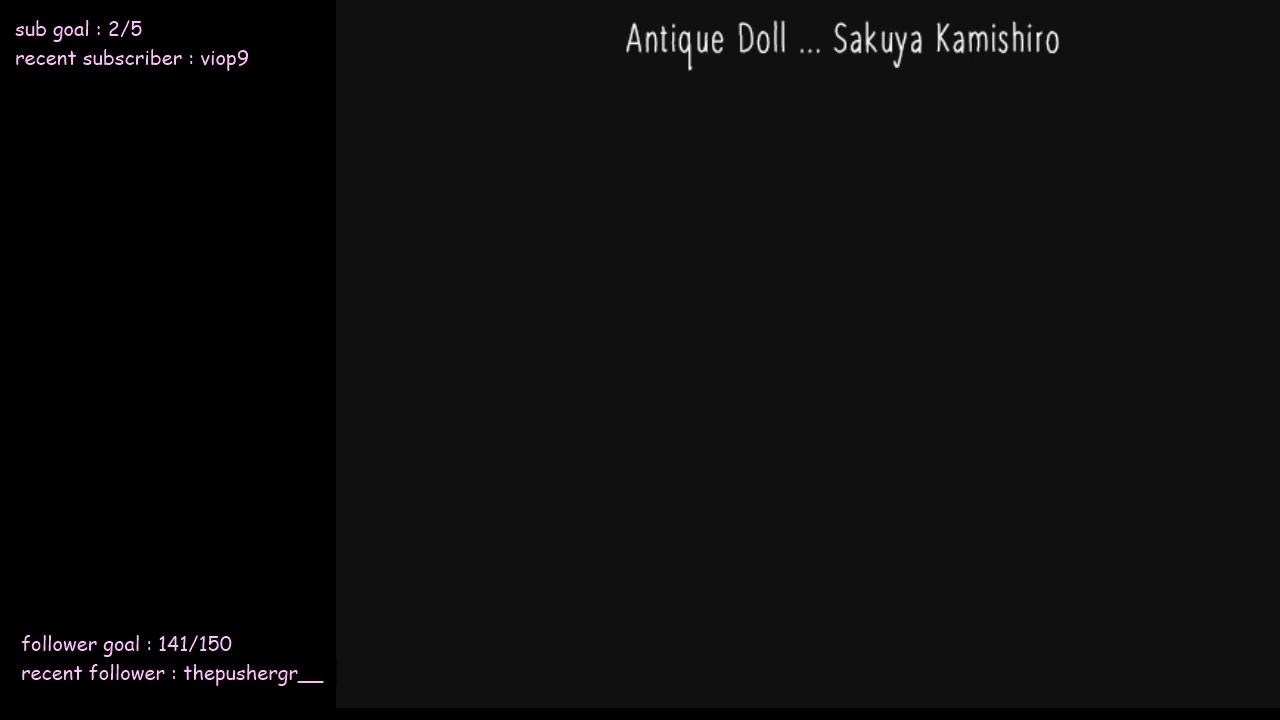 sub goal : 2/5
recent subscriber : viop9
Antique Doll ... Sakuya Kamishiro
follower goal : 141/150
recent follower : thepushergr__